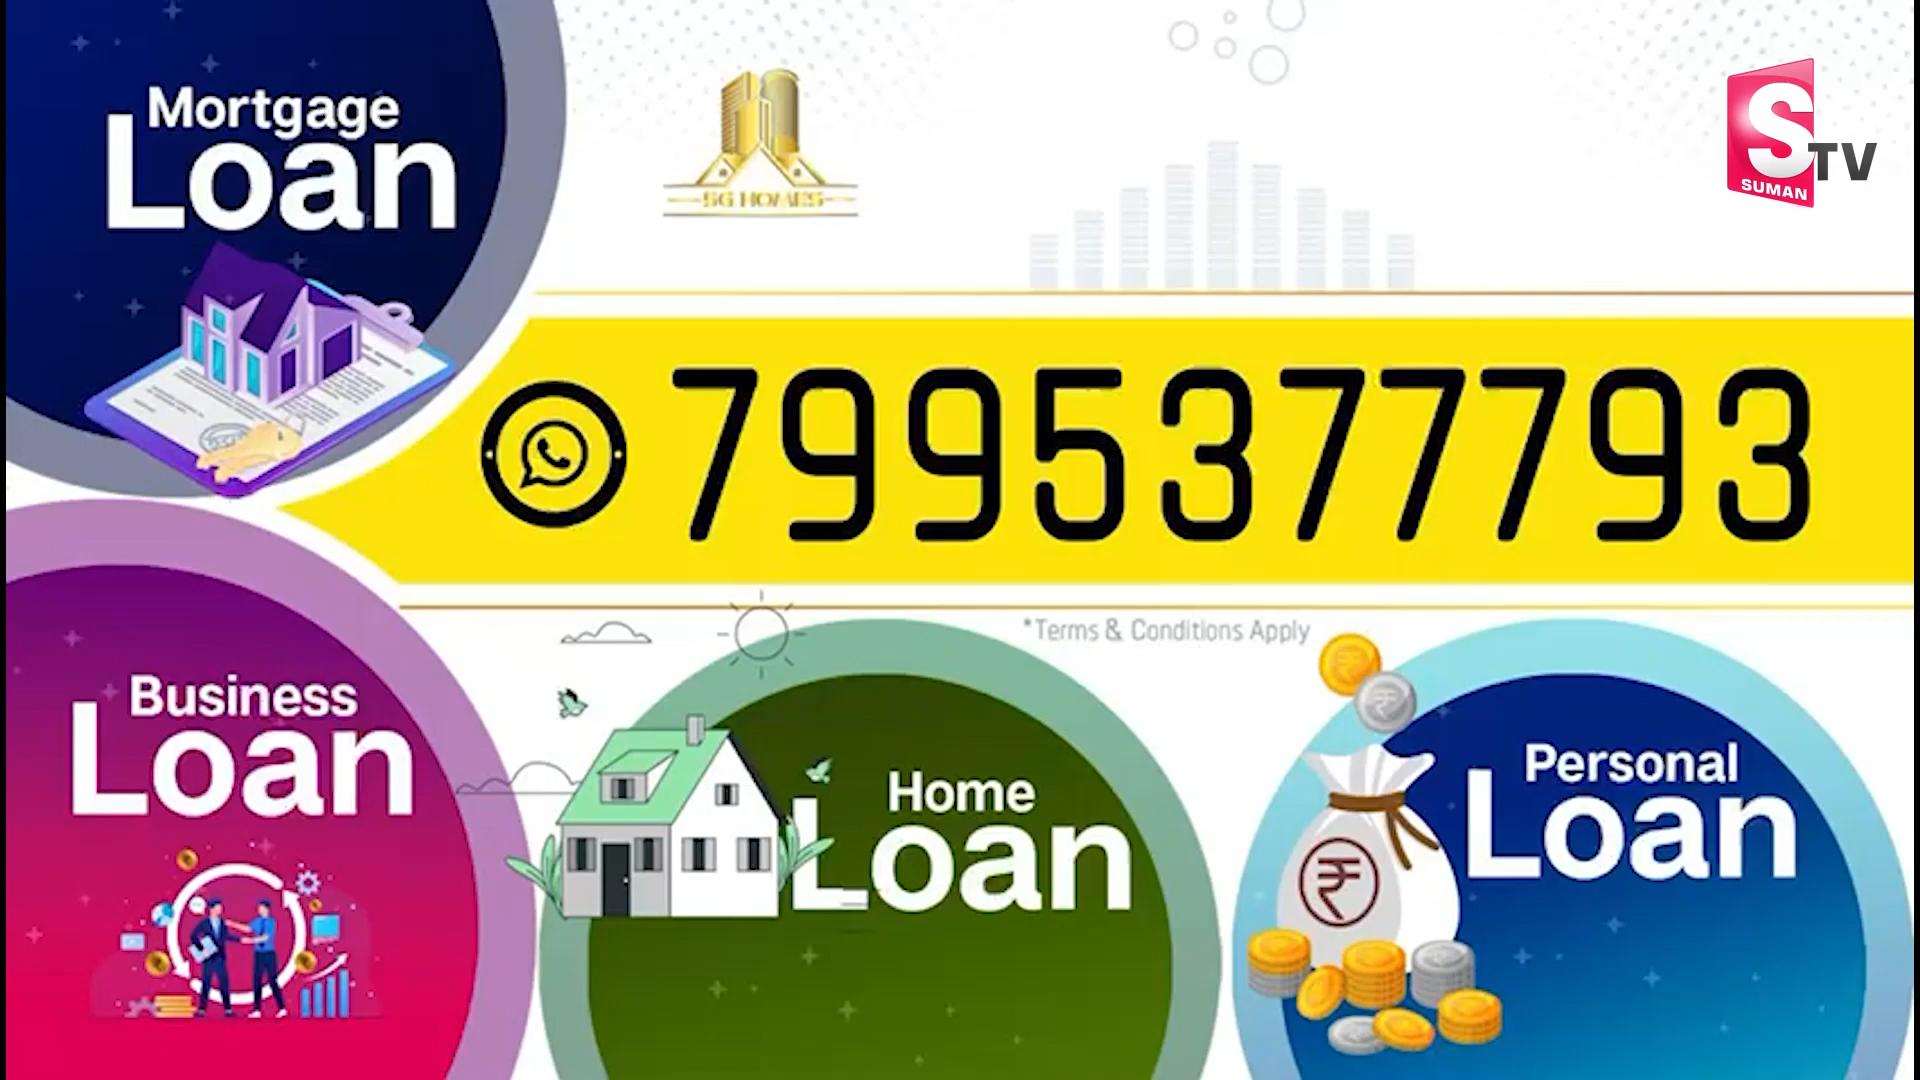 Mortgage
Loan
SG HOMES
S
TV
SUMAN
7995377793
*Terms & Conditions Apply
Business
Loan
Home
Loan
Personal
Loan